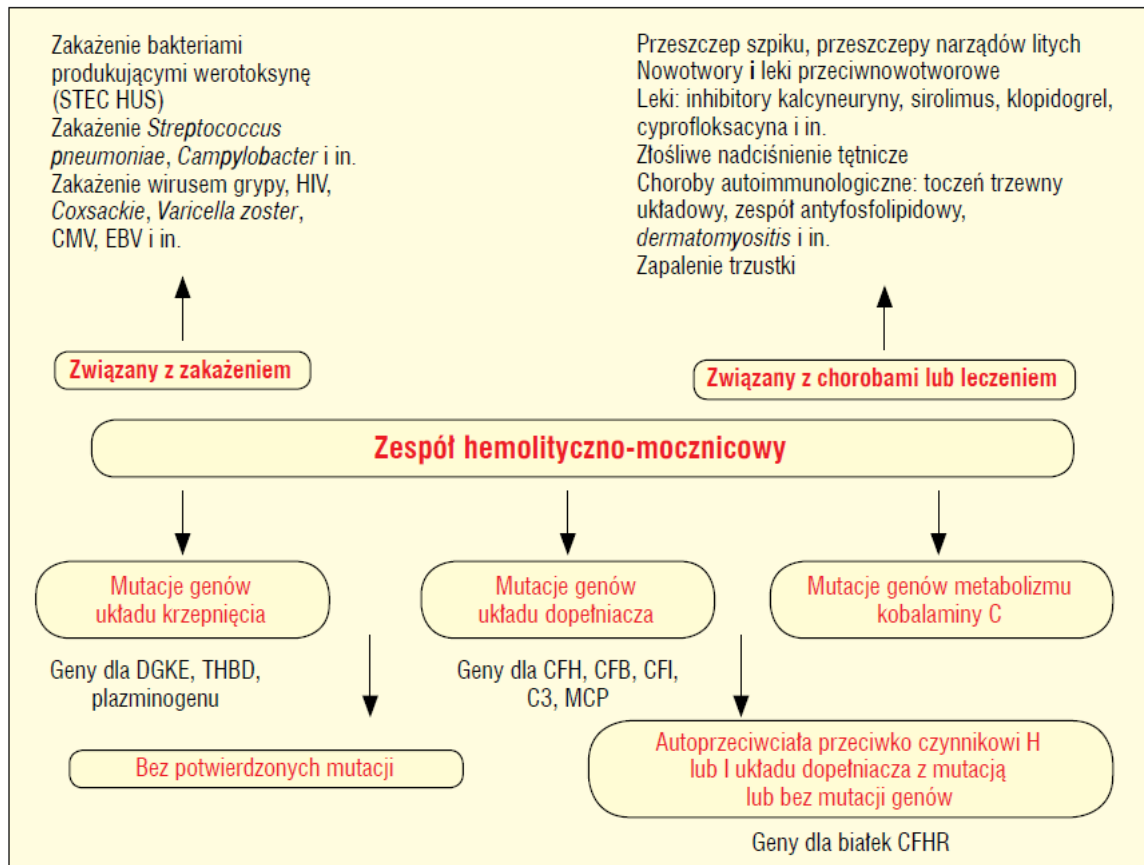 Zakażenie bakteriami
produkującymi werotoksynę
(STEC HUS)
Zakażenie Streptococcus
pneumoniae, Campylobacter i in.
Zakażenie wirusem grypy, HIV,
Coxsackie, Varicella zoster,
CMV, EBV i in.
Przeszczep szpiku, przeszczepy narządów litych
Nowotwory i leki przeciwnowotworowe
Leki: inhibitory kalcyneuryny, sirolimus, klopidogrel,
cyprofloksacyna i in.
Złośliwe nadciśnienie tętnicze
Choroby autoimmunologiczne: toczeń trzewny
układowy, zespół antyfosfolipidowy,
dermatomyositis i in.
Zapalenie trzustki
Związany z zakażeniem
Związany z chorobami lub leczeniem
Zespół hemolityczno-mocznicowy
Mutacje genów
układu krzepnięcia
Mutacje genów
układu dopełniacza
Mutacje genów metabolizmu
kobalaminy C
Geny dla DGKE, THBD,
plazminogenu
Geny dla CFH, CFB, CFI,
C3, MCP
Bez potwierdzonych mutacji
Autoprzeciwciała przeciwko czynnikowi H
lub I układu dopełniacza z mutacją
lub bez mutacji genów
Geny dla białek CFHR